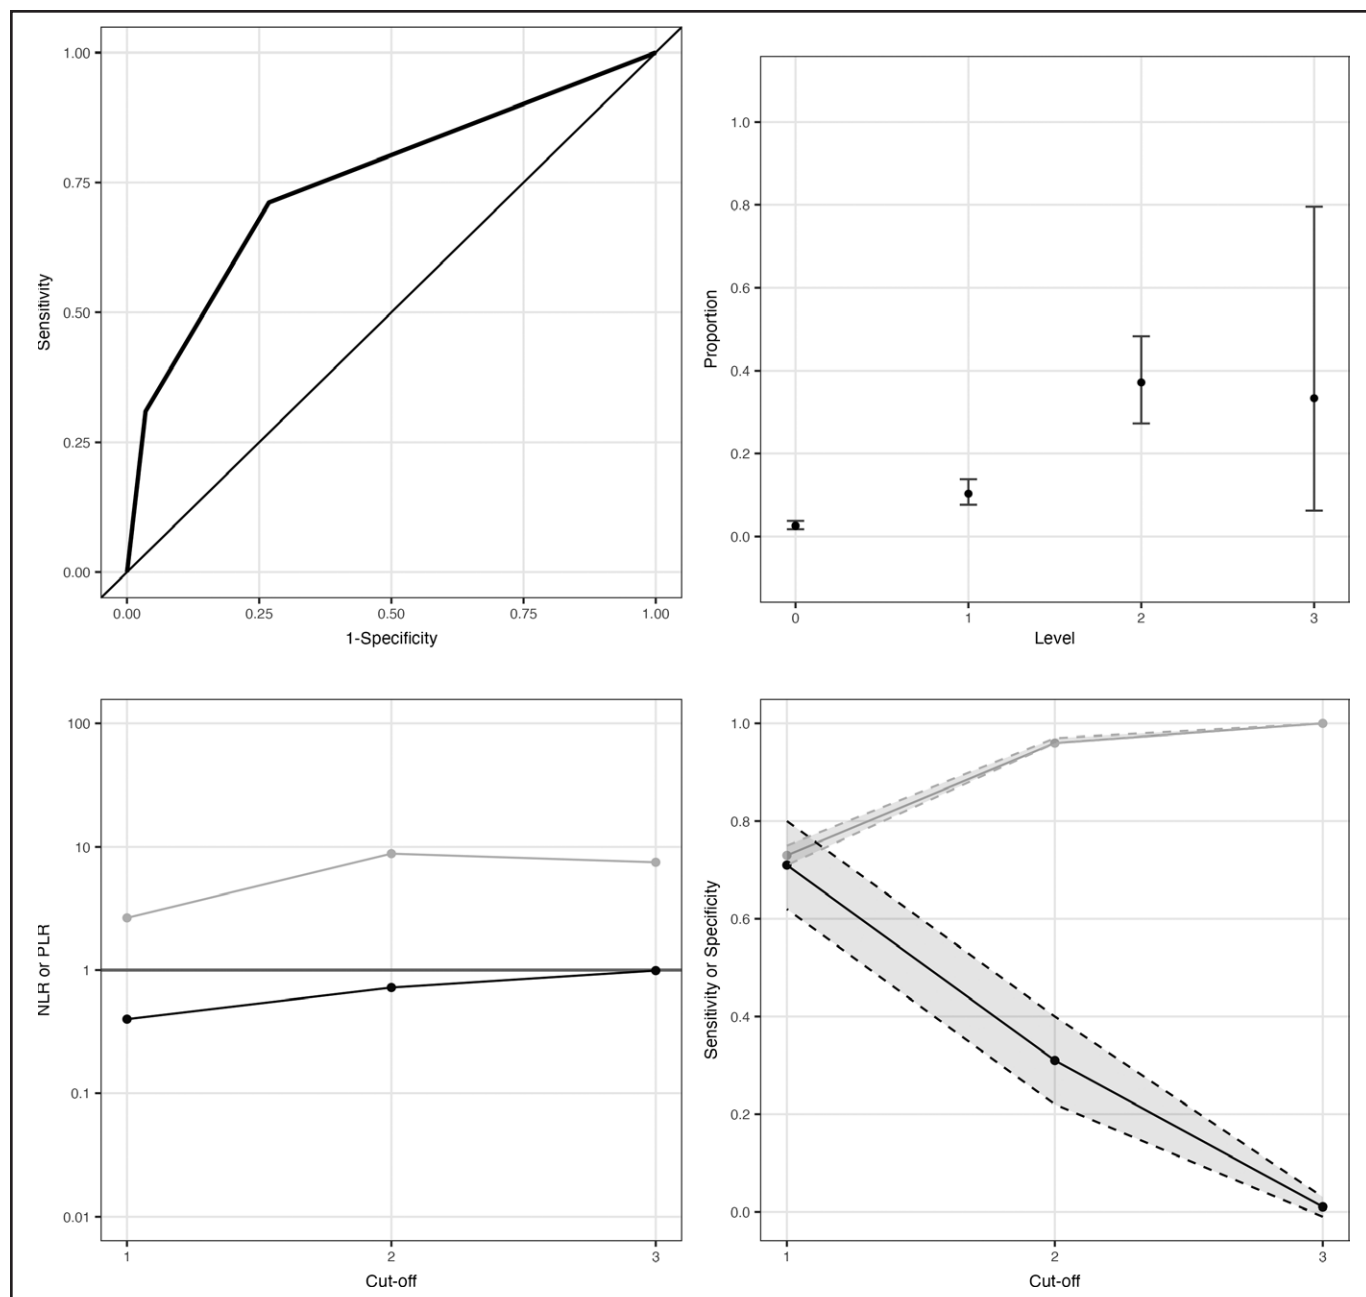 1.00
0.75
0.50
0.25
0.00
Sensitivity
0.00 0.25 0.50 0.75 1.00
1-Specificity
1.0
0.8
0.6
0.4
0.2
0.0
Proportion
0 1 2 3
Level
100
10
1
0.1
0.01
NLR or PLR
1 2 3
Cut-off
1.0
0.8
0.6
0.4
0.2
0.0
Sensitivity or Specificity
1 2 3
Cut-off